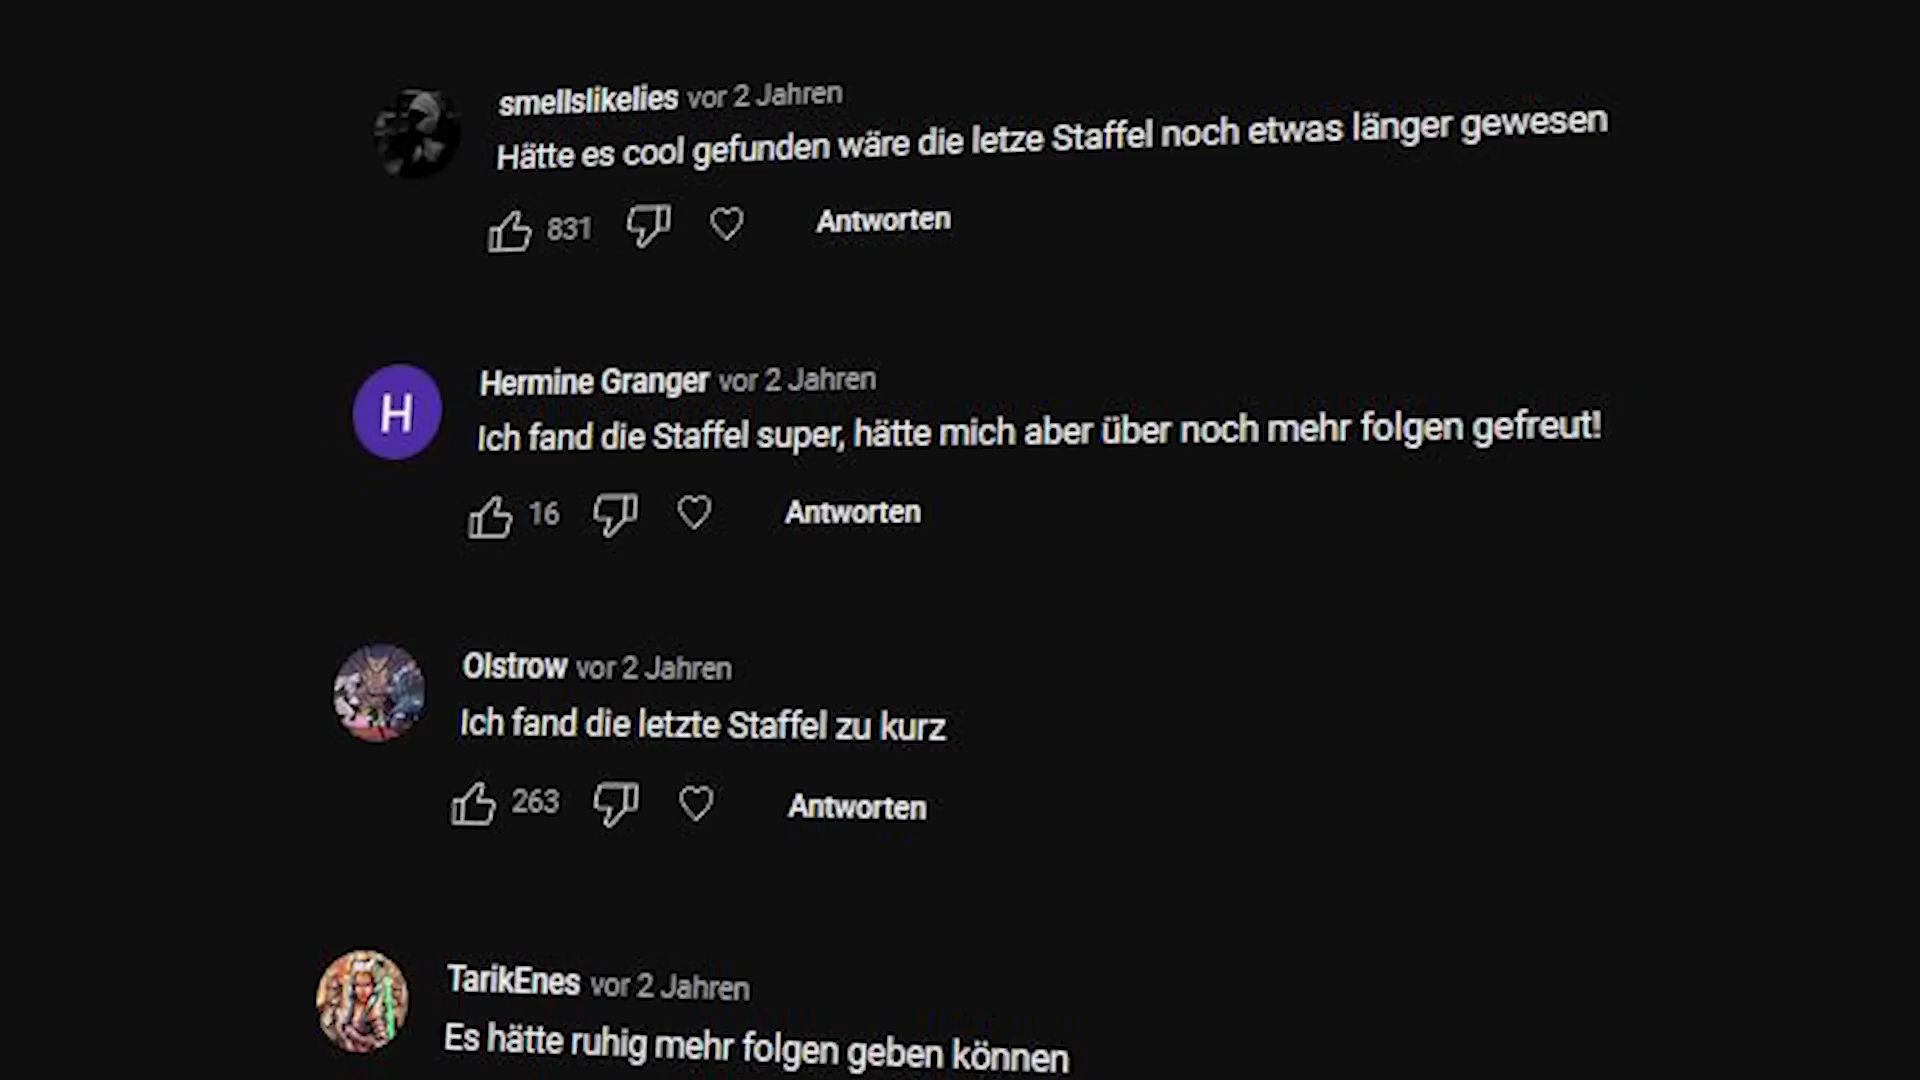 smellslikelies vor 2 Jahren
Hätte es cool gefunden wäre die letze Staffel noch etwas länger gewesen
831 Antworten
H
Hermine Granger vor 2 Jahren
Ich fand die Staffel super, hätte mich aber über noch mehr folgen gefreut!
16 Antworten
Olstrow vor 2 Jahren
Ich fand die letzte Staffel zu kurz
263 Antworten
TarikEnes vor 2 Jahren
Es hätte ruhig mehr folgen geben können